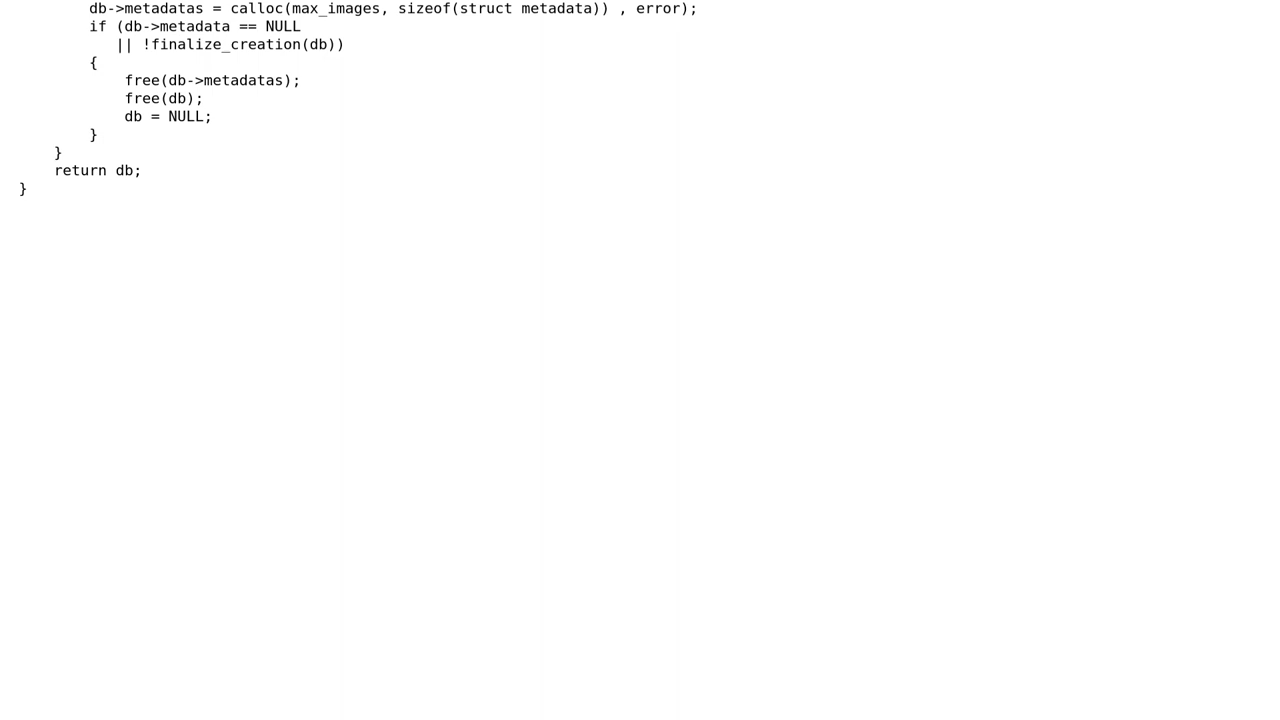 db->metadatas = calloc(max_images, sizeof(struct metadata)) , error);
if (db->metadata == NULL
|| !finalize_creation(db))
{
free(db->metadatas);
free(db);
db = NULL;
}
}
return db;
}